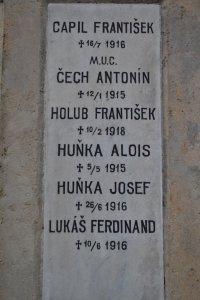 CAPIL FRANTIŠEK
‡ 16/7 1916
M.U.C.
ČECH ANTONÍN
‡ 12/1 1915
HOLUB FRANTIŠEK
‡ 10/2 1918
HUŇKA ALOIS
‡ 5/5 1915
HUŇKA JOSEF
‡ 26/6 1916
LUKÁŠ FERDINAND
‡ 10/6 1916